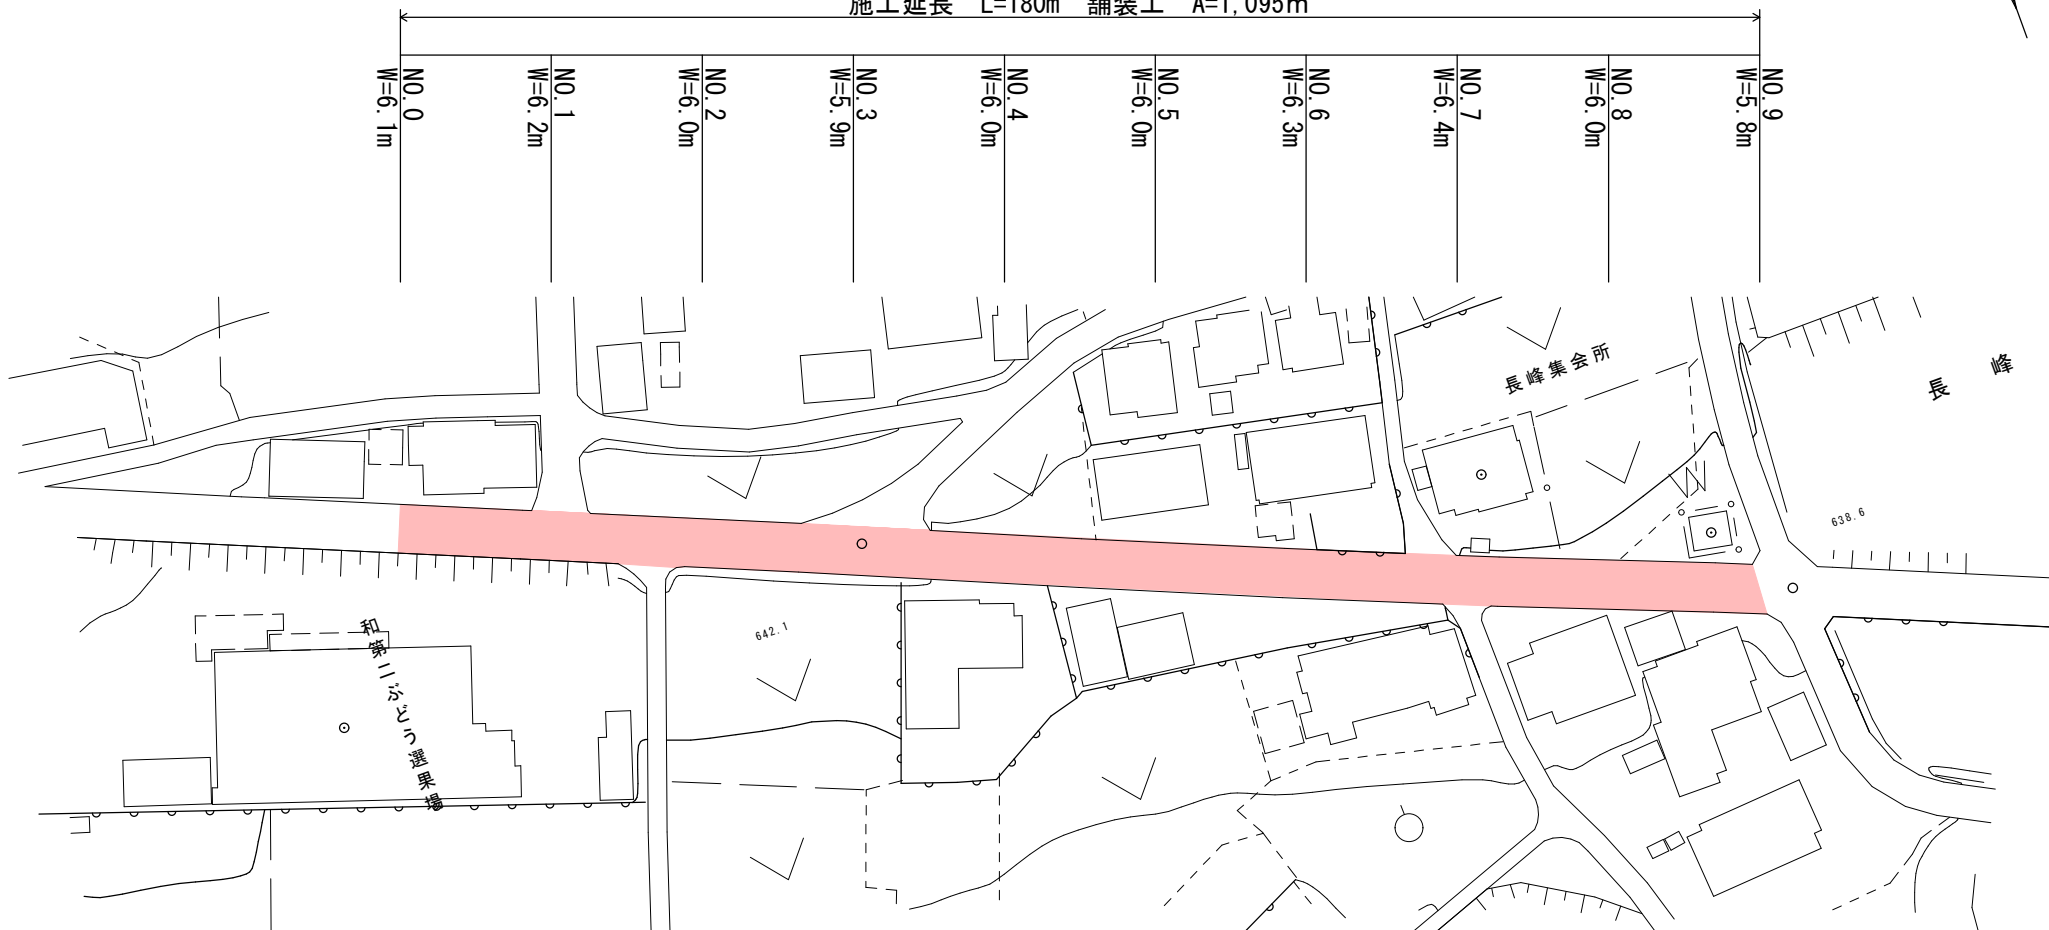 施工延長　L=180m　舗装工　A=1,095㎡
NO.0
W=6.1m
NO.1
W=6.2m
NO.2
W=6.0m
NO.3
W=5.9m
NO.4
W=6.0m
NO.5
W=6.0m
NO.6
W=6.3m
NO.7
W=6.4m
NO.8
W=6.0m
NO.9
W=5.8m
長峰集会所
長　峰
638.6
642.1
和第二ぶどう選果場